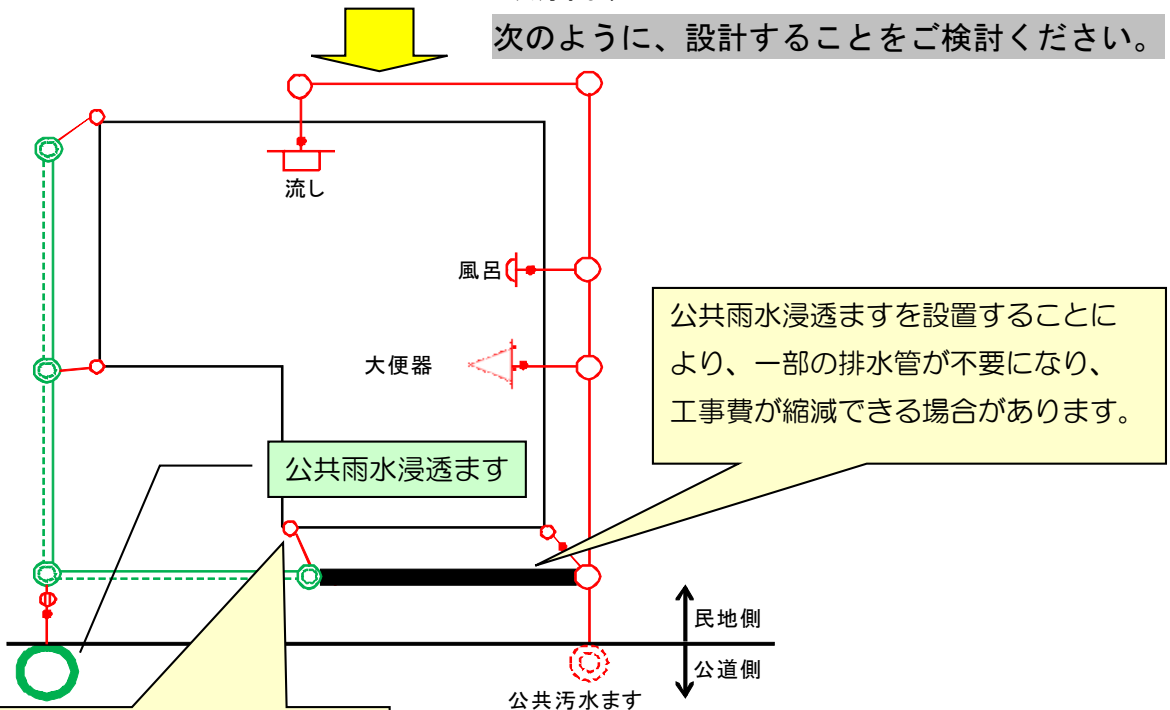 次のように、設計することをご検討ください。
流し
風呂
大便器
公共雨水浸透ますを設置することに
より、一部の排水管が不要になり、
工事費が縮減できる場合があります。
公共雨水浸透ます
民地側
公道側
公共汚水ます